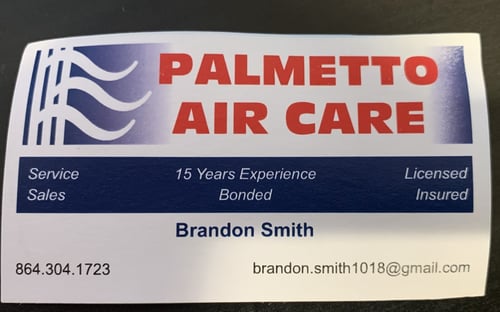 PALMETTO
AIR CARE
Service 15 Years Experience Licensed
Sales Bonded Insured
Brandon Smith
864.304.1723 brandon.smith1018@gmail.com